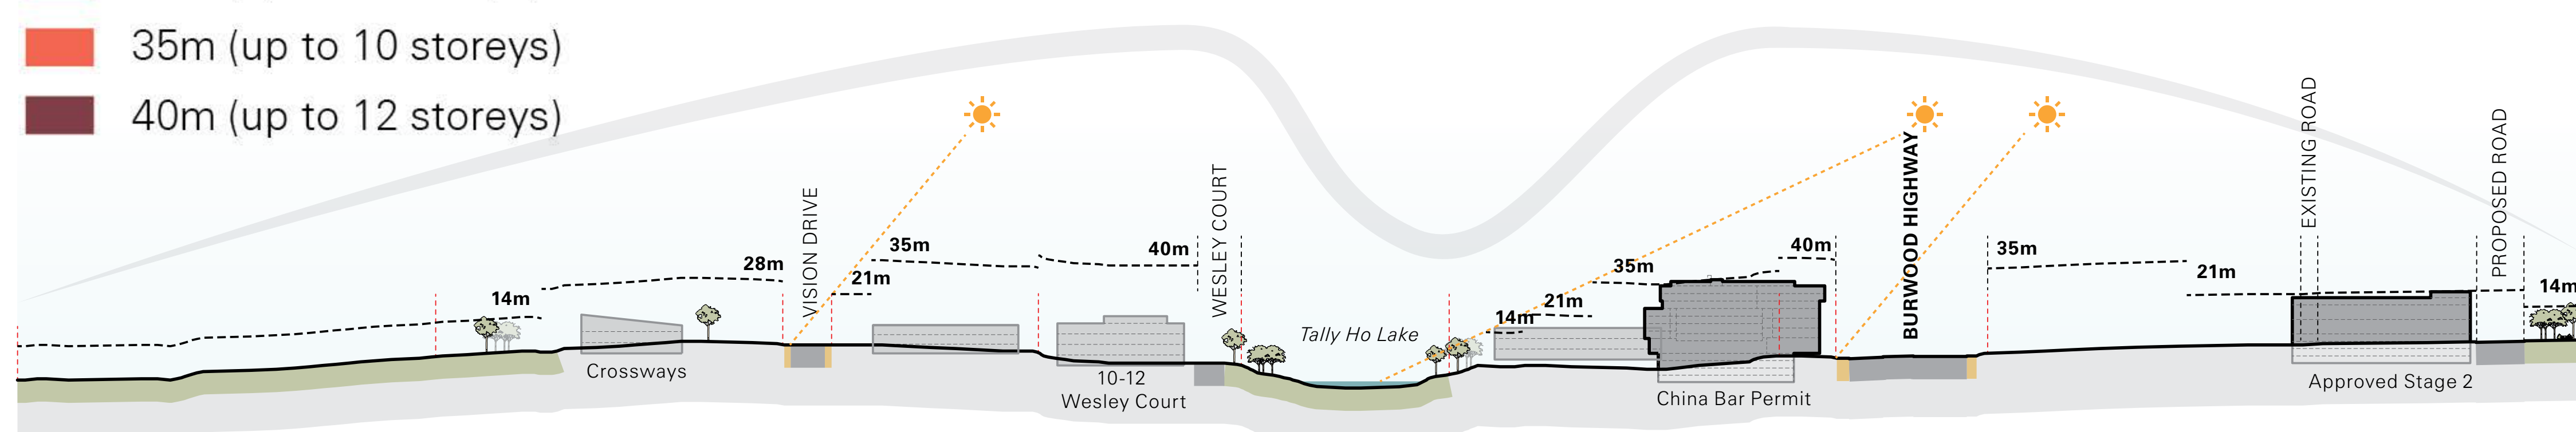 35m (up to 10 storeys)
40m (up to 12 storeys)
14m
28m
VISION DRIVE
21m
35m
40m
WESLEY COURT
Crossways
10-12
Wesley Court
Tally Ho Lake
14m
21m
35m
40m
China Bar Permit
BURWOOD HIGHWAY
35m
21m
EXISTING ROAD
PROPOSED ROAD
14m
Approved Stage 2